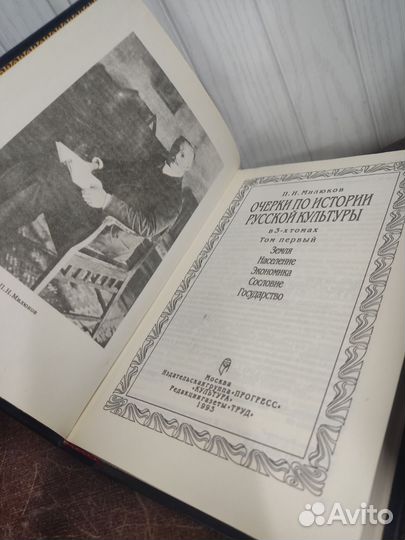 П. Н. Милюков
П. Н. Милюков
ОЧЕРКИ ПО ИСТОРИИ
РУССКОЙ КУЛЬТУРЫ
в 3-х томах
Том первый
Земля
Население
Экономика
Сословие
Государство
Москва
Издательская группа «ПРОГРЕСС»
«КУЛЬТУРА»
Редакция газеты «ТРУД»
1993
Avito